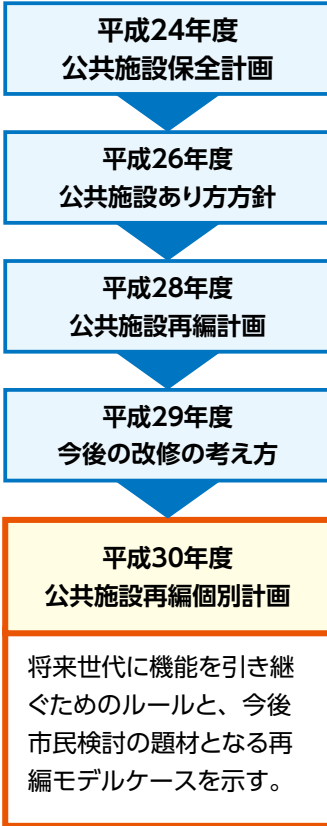 平成24年度
公共施設保全計画
平成26年度
公共施設あり方方針
平成28年度
公共施設再編計画
平成29年度
今後の改修の考え方
平成30年度
公共施設再編個別計画
将来世代に機能を引き継
ぐためのルールと、今後
市民検討の題材となる再
編モデルケースを示す。